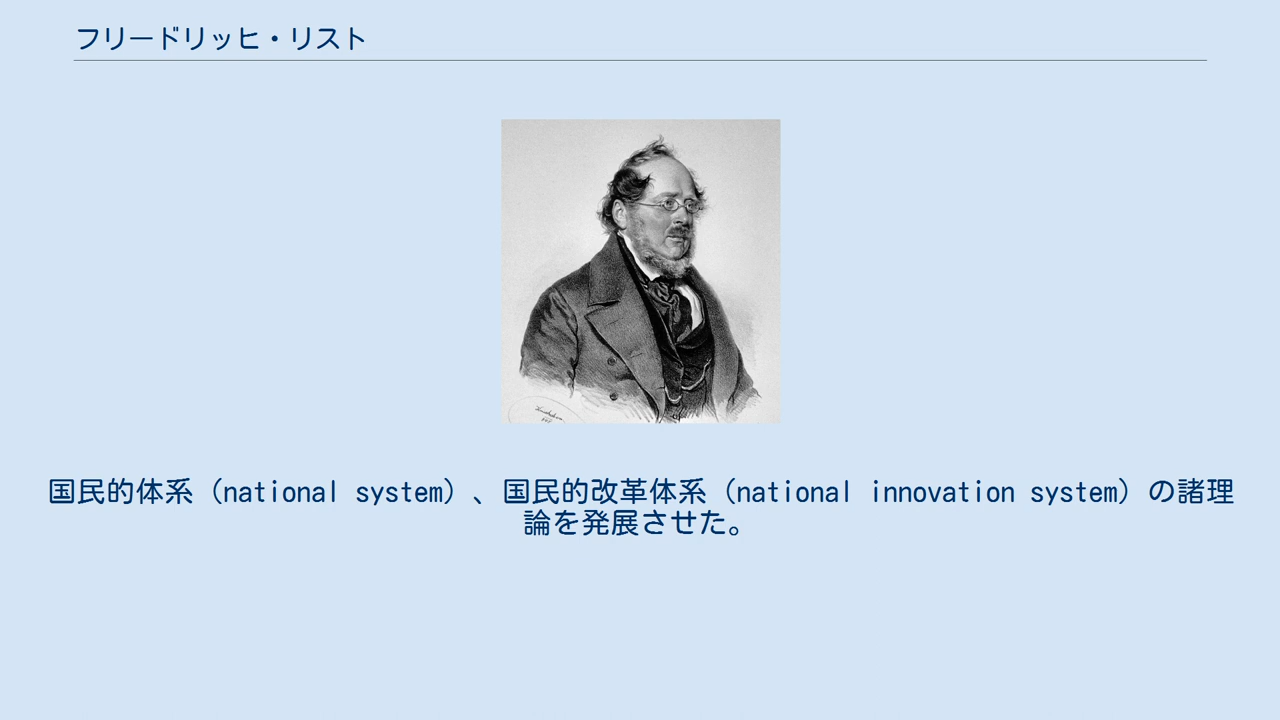 フリードリッヒ・リスト
国民的体系（national system）、国民的改革体系（national innovation system）の諸理
論を発展させた。